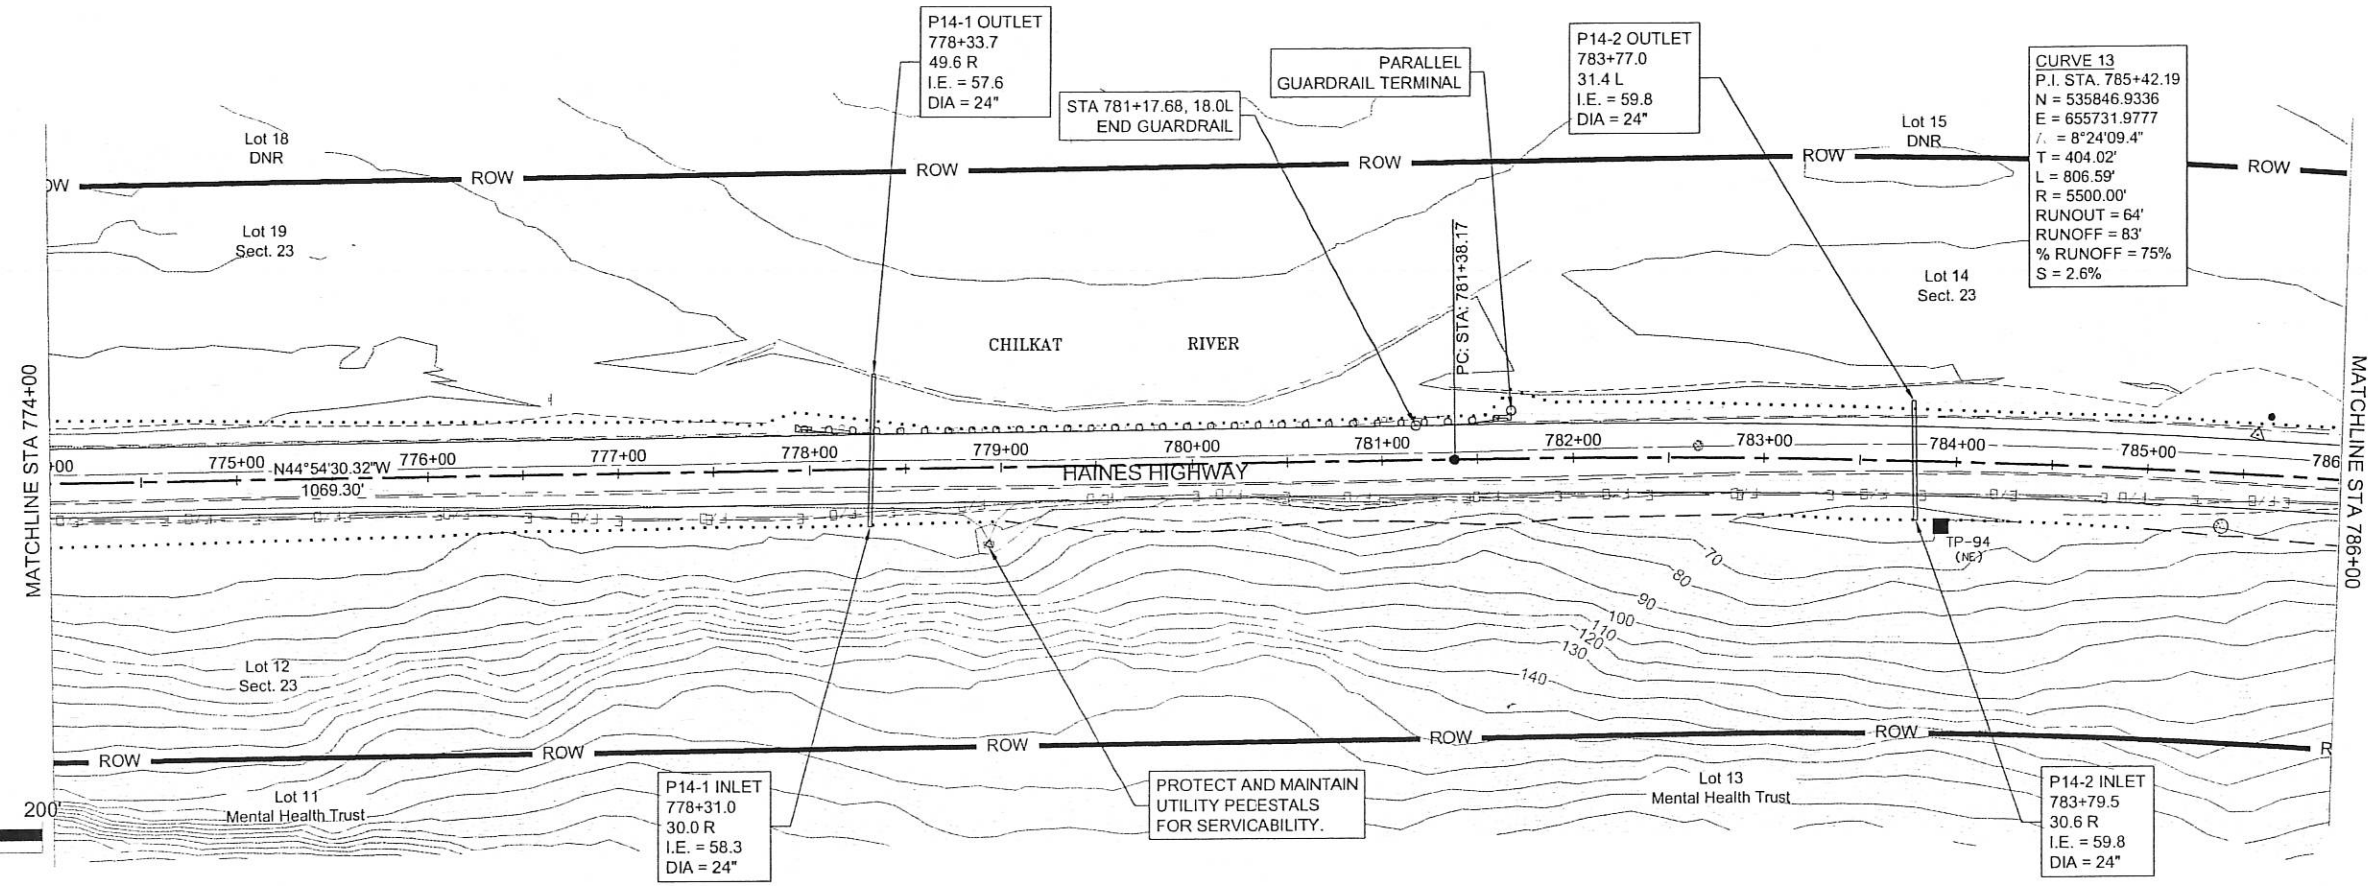 P14-1 OUTLET
778+33.7
49.6 R
I.E. = 57.6
DIA = 24"
STA 781+17.68, 18.0L
END GUARDRAIL
PARALLEL
GUARDRAIL TERMINAL
P14-2 OUTLET
783+77.0
31.4 L
I.E. = 59.8
DIA = 24"
CURVE 13
P.I. STA. 785+42.19
N = 535846.9336
E = 655731.9777
= 8°24'09.4"
T = 404.02'
L = 806.59'
R = 5500.00'
RUNOUT = 64'
RUNOFF = 83'
% RUNOFF = 75%
S = 2.6%
Lot 18
DNR
Lot 15
DNR
OW ROW ROW ROW ROW ROW
Lot 19
Sect. 23
Lot 14
Sect. 23
CHILKAT RIVER
PC: STA: 781+38.17
MATCHLINE STA 774+00
MATCHLINE STA 786+00
+00 775+00 776+00 777+00 778+00 779+00 780+00 781+00 782+00 783+00 784+00 785+00 786
N44°54'30.32"W
1069.30'
HAINES HIGHWAY
TP-94
(NE)
70
80
90
100
110
120
130
140
Lot 12
Sect. 23
ROW ROW ROW ROW ROW R
Lot 11
Mental Health Trust
Lot 13
Mental Health Trust
200'
P14-1 INLET
778+31.0
30.0 R
I.E. = 58.3
DIA = 24"
PROTECT AND MAINTAIN
UTILITY PEDESTALS
FOR SERVICABILITY.
P14-2 INLET
783+79.5
30.6 R
I.E. = 59.8
DIA = 24"